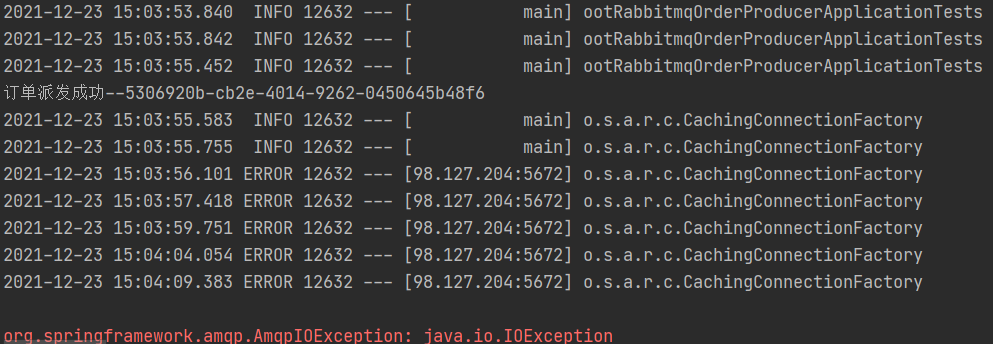 2021-12-23 15:03:53.840  INFO 12632 --- [           main] ootRabbitmqOrderProducerApplicationTests
2021-12-23 15:03:53.842  INFO 12632 --- [           main] ootRabbitmqOrderProducerApplicationTests
2021-12-23 15:03:55.452  INFO 12632 --- [           main] ootRabbitmqOrderProducerApplicationTests
订单派发成功--5306920b-cb2e-4014-9262-0450645b48f6
2021-12-23 15:03:55.583  INFO 12632 --- [           main] o.s.a.r.c.CachingConnectionFactory
2021-12-23 15:03:55.755  INFO 12632 --- [           main] o.s.a.r.c.CachingConnectionFactory
2021-12-23 15:03:56.101 ERROR 12632 --- [98.127.204:5672] o.s.a.r.c.CachingConnectionFactory
2021-12-23 15:03:57.418 ERROR 12632 --- [98.127.204:5672] o.s.a.r.c.CachingConnectionFactory
2021-12-23 15:03:59.751 ERROR 12632 --- [98.127.204:5672] o.s.a.r.c.CachingConnectionFactory
2021-12-23 15:04:04.054 ERROR 12632 --- [98.127.204:5672] o.s.a.r.c.CachingConnectionFactory
2021-12-23 15:04:09.383 ERROR 12632 --- [98.127.204:5672] o.s.a.r.c.CachingConnectionFactory
org.springframework.amqp.AmqpIOException: java.io.IOException